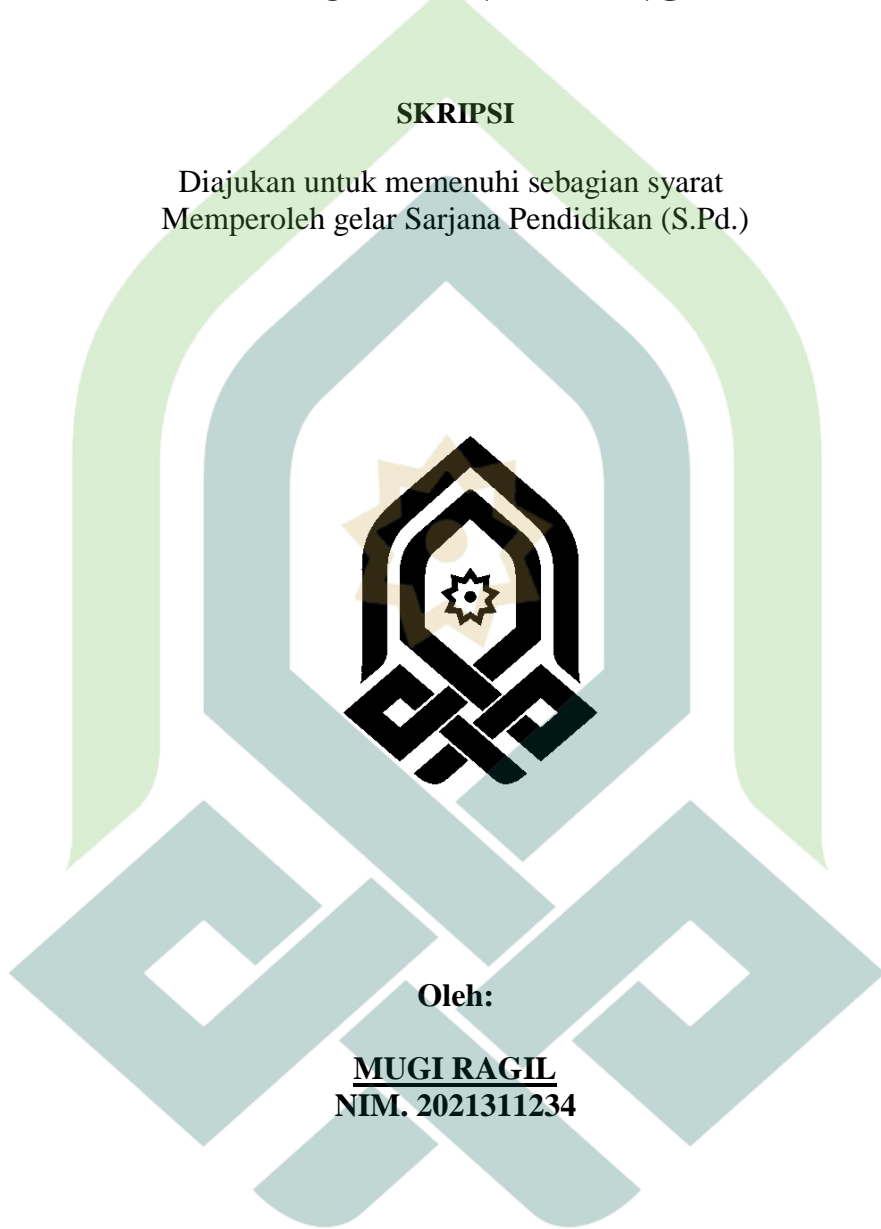 SKRIPSI
Diajukan untuk memenuhi sebagian syarat
Memperoleh gelar Sarjana Pendidikan (S.Pd.)
Oleh:
MUGI RAGIL
NIM. 2021311234